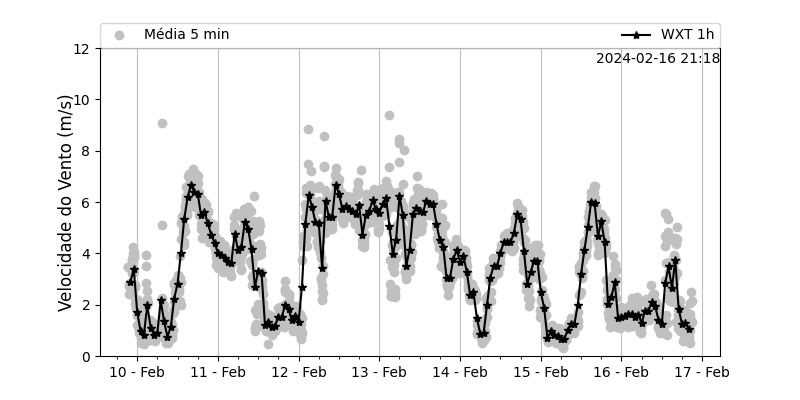 Média 5 min
WXT 1h
2024-02-16 21:18
Velocidade do Vento (m/s)
12
10
8
6
4
2
0
10 - Feb
11 - Feb
12 - Feb
13 - Feb
14 - Feb
15 - Feb
16 - Feb
17 - Feb